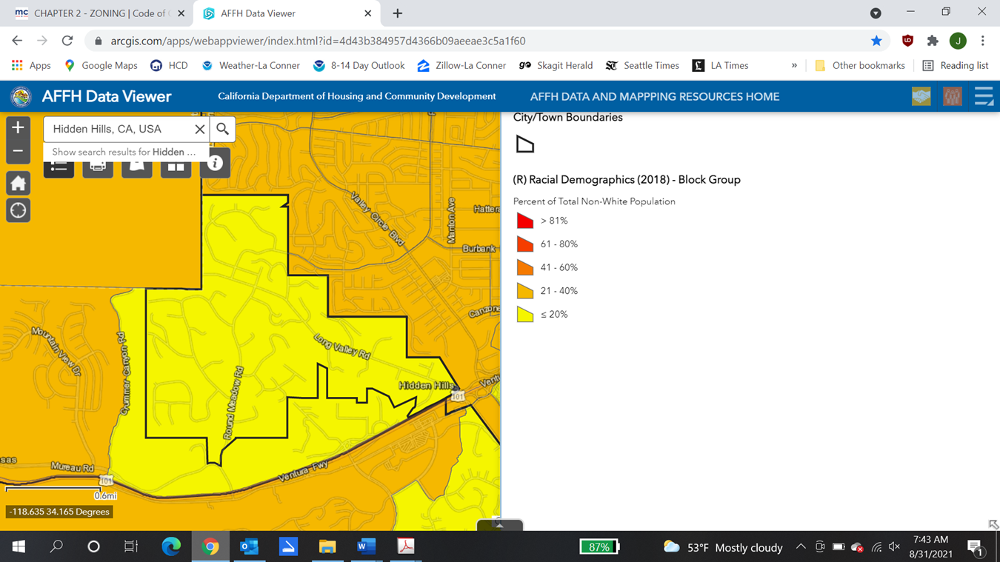 mc CHAPTER 2 - ZONING | Code of
AFFH Data Viewer
arcgis.com/apps/webappviewer/index.html?id=4d43b384957d4366b09aeeae3c5a1f60
UD
J
Apps Google Maps HCD Weather-La Conner 8-14 Day Outlook Zillow-La Conner go Skagit Herald Seattle Times LA Times » Other bookmarks Reading list
AFFH Data Viewer California Department of Housing and Community Development AFFH DATA AND MAPPPING RESOURCES HOME
Hidden Hills, CA, USA
Show search results for Hidden ...
Valley Circle Blvd
Manton Ave
Hattera
Burbank
Canzone
Long Valley Rd
Mountain View Dr
Crummer Canyon Rd
Round Meadow Rd
Hidden Hills
Ventu
101
Mureau Rd
sas
101
Ventura Fwy
0.6mi
-118.635 34.165 Degrees
City/Town Boundaries
(R) Racial Demographics (2018) - Block Group
Percent of Total Non-White Population
> 81%
61 - 80%
41 - 60%
21 - 40%
≤ 20%
87%
53°F Mostly cloudy
7:43 AM
8/31/2021
1